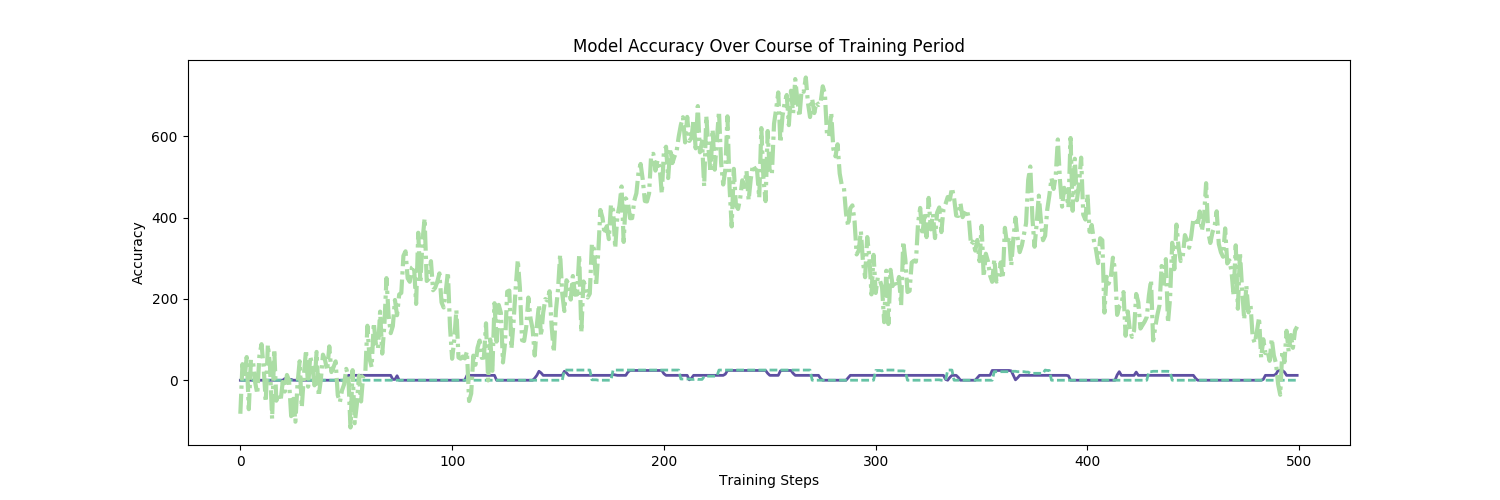 Model Accuracy Over Course of Training Period
Accuracy
600
400
200
0
0 100 200 300 400 500
Training Steps